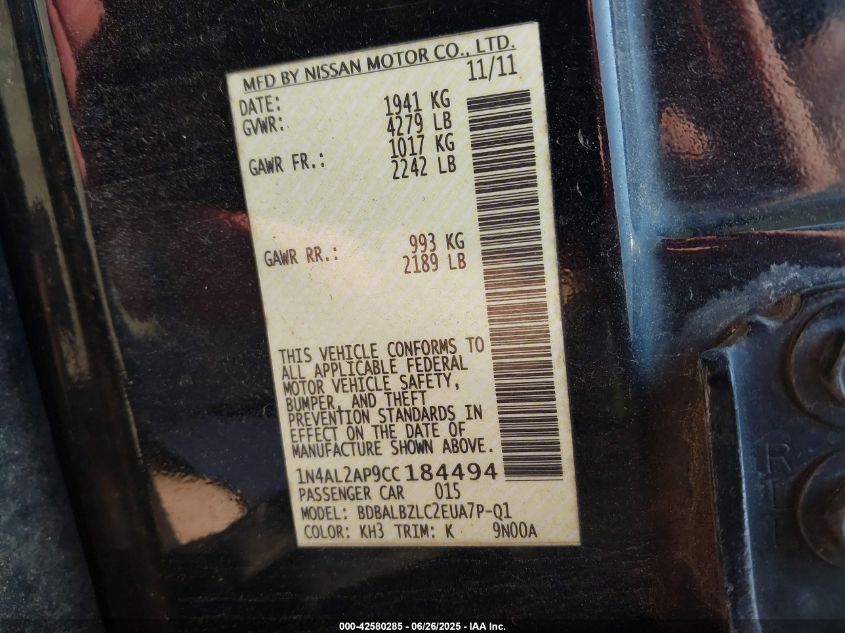 MFD BY NISSAN MOTOR CO., LTD.
DATE: 11/11
GVWR: 1941 KG
4279 LB
GAWR FR.: 1017 KG
2242 LB
GAWR RR.: 993 KG
2189 LB
THIS VEHICLE CONFORMS TO
ALL APPLICABLE FEDERAL
MOTOR VEHICLE SAFETY,
BUMPER, AND THEFT
PREVENTION STANDARDS IN
EFFECT ON THE DATE OF
MANUFACTURE SHOWN ABOVE.
1N4AL2AP9CC184494
PASSENGER CAR 015
MODEL: BDBALBZLC2EUA7P-Q1
COLOR: KH3 TRIM: K 9N00A
000-42580285 - 06/26/2025 - IAA Inc.